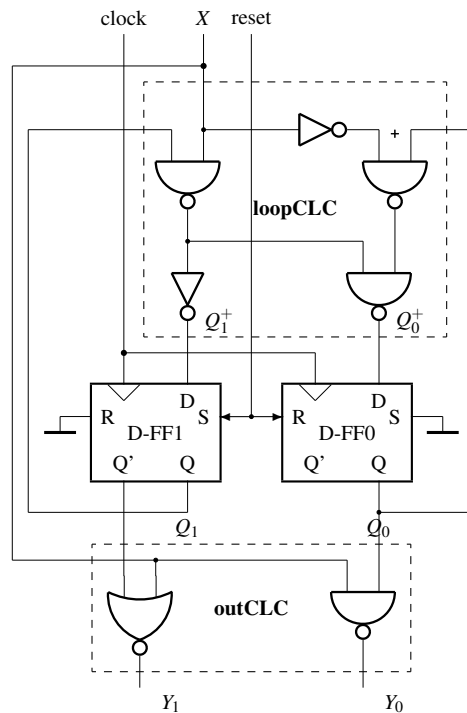 clock X reset
+
loopCLC
Q₁⁺ Q₀⁺
D D
R S R S
D-FF1 D-FF0
Q' Q Q' Q
Q₁ Q₀
outCLC
Y₁ Y₀